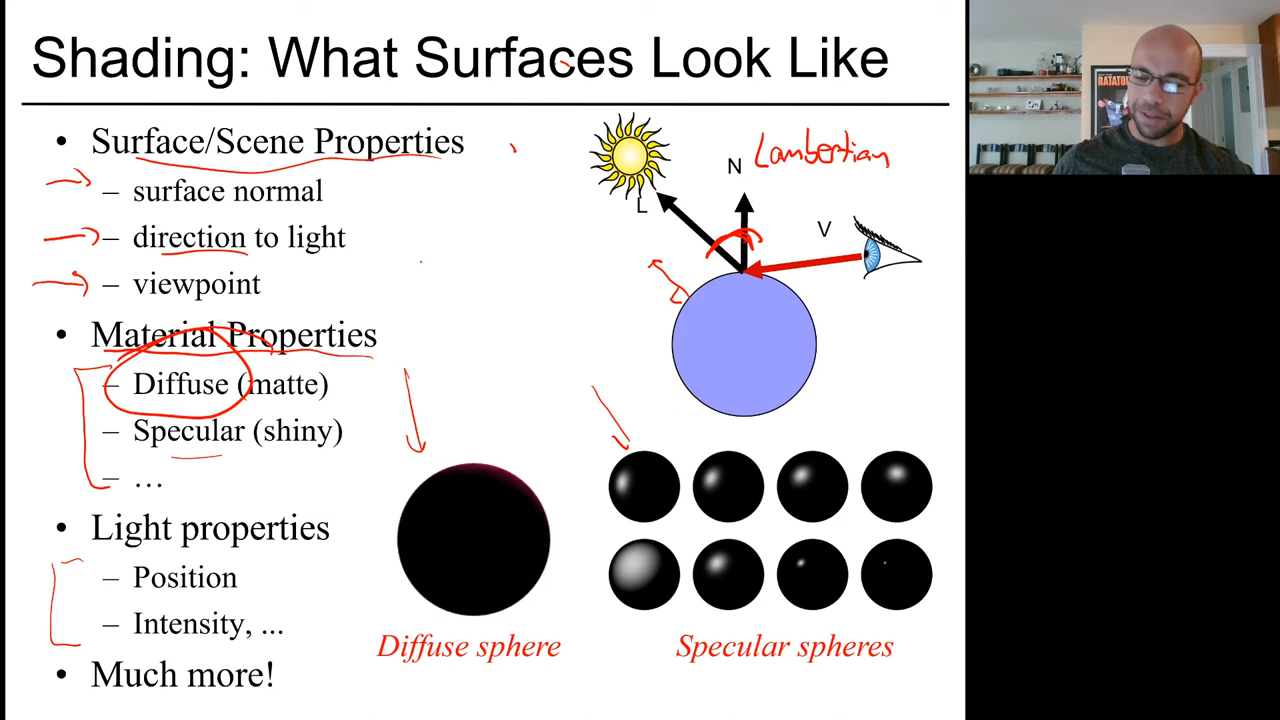 Shading: What Surfaces Look Like
• Surface/Scene Properties
– surface normal
– direction to light
– viewpoint
• Material Properties
– Diffuse (matte)
– Specular (shiny)
– …
• Light properties
– Position
– Intensity, ...
• Much more!
N
Lambertian
L
V
Diffuse sphere
Specular spheres
RATATO